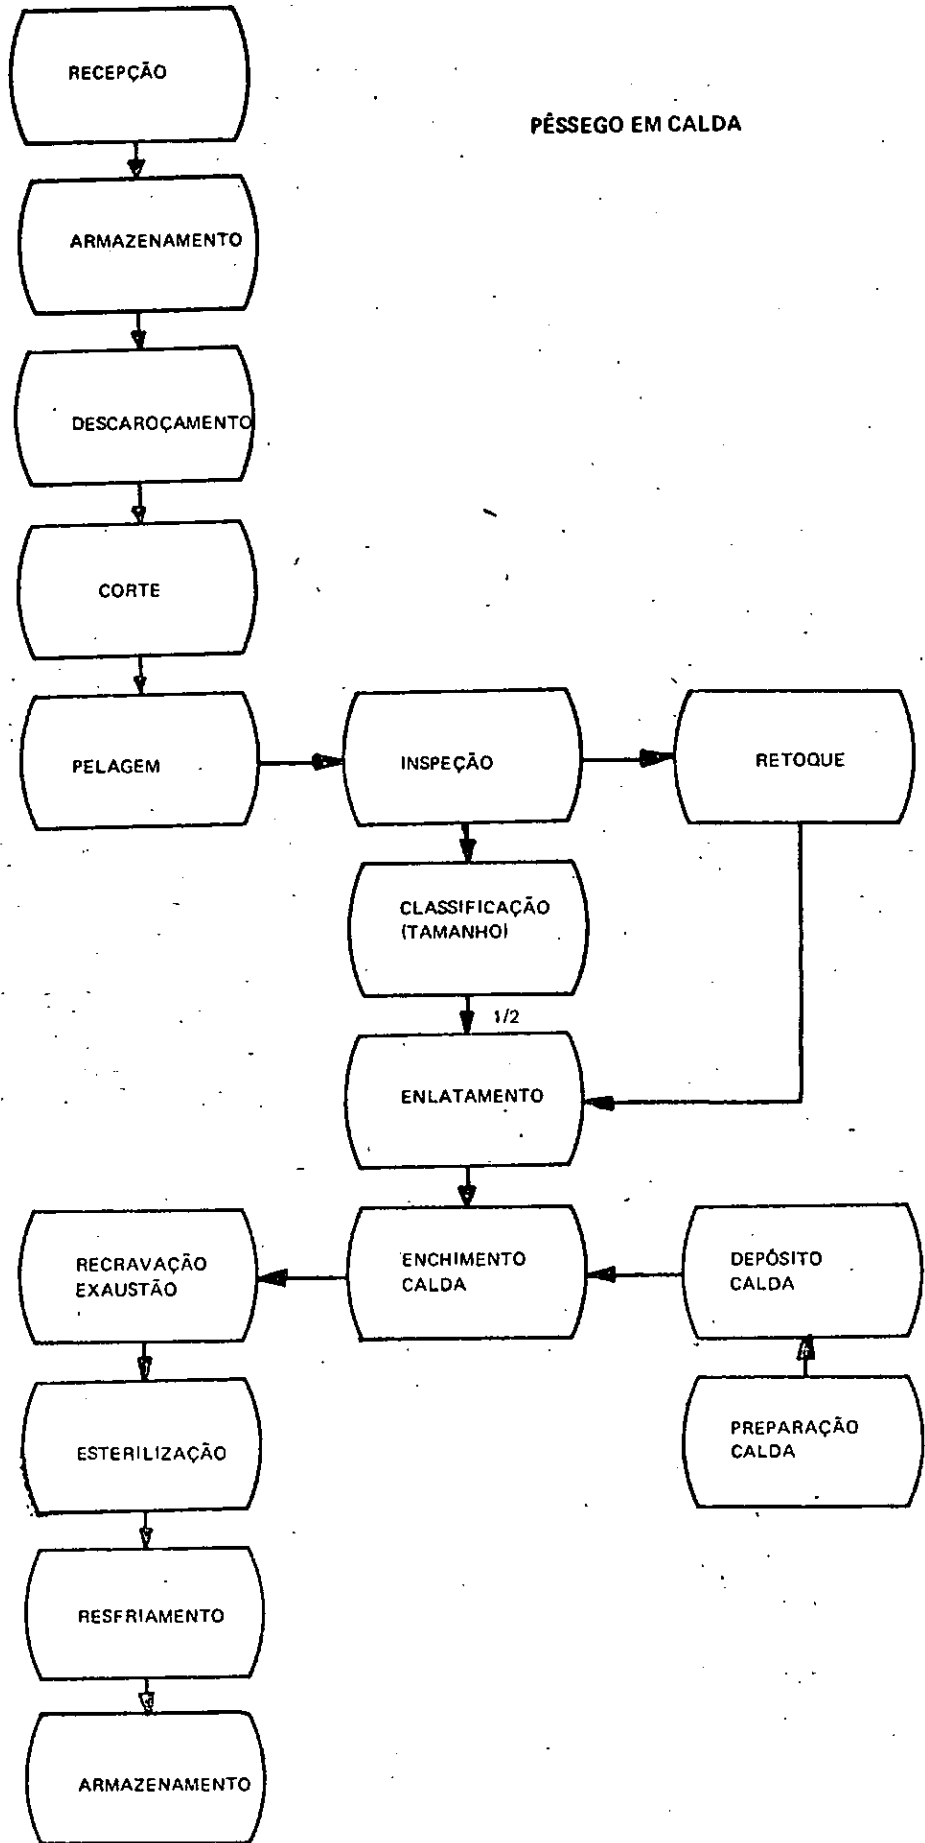 PÊSSEGO EM CALDA
RECEPÇÃO
ARMAZENAMENTO
DESCAROÇAMENTO
CORTE
PELAGEM
INSPEÇÃO
RETOQUE
CLASSIFICAÇÃO
(TAMANHO)
1/2
ENLATAMENTO
ENCHIMENTO
CALDA
DEPÓSITO
CALDA
PREPARAÇÃO
CALDA
RECRAVAÇÃO
EXAUSTÃO
ESTERILIZAÇÃO
RESFRIAMENTO
ARMAZENAMENTO